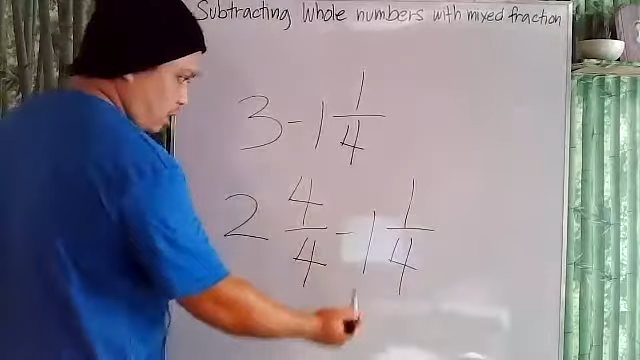 Subtracting Whole numbers with mixed fraction
3 - 1 1/4
2 4/4 - 1 1/4